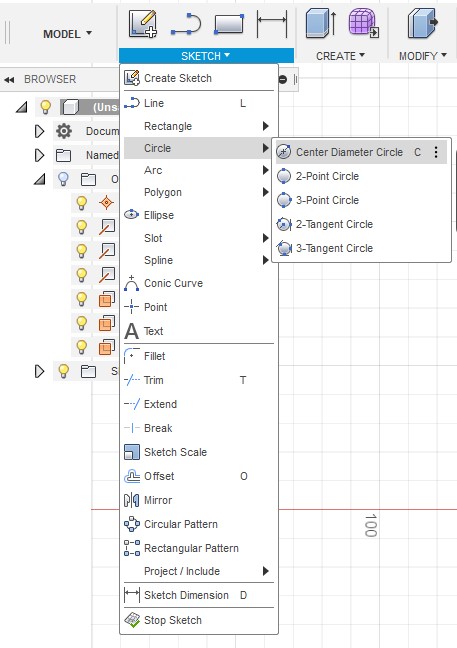 MODEL
SKETCH
CREATE
MODIFY
BROWSER
(Uns
Docum
Named
O
S
Create Sketch
Line L
Rectangle
Circle
Arc
Polygon
Ellipse
Slot
Spline
Conic Curve
Point
Text
Fillet
Trim T
Extend
Break
Sketch Scale
Offset O
Mirror
Circular Pattern
Rectangular Pattern
Project / Include
Sketch Dimension D
Stop Sketch
Center Diameter Circle C
2-Point Circle
3-Point Circle
2-Tangent Circle
3-Tangent Circle
100